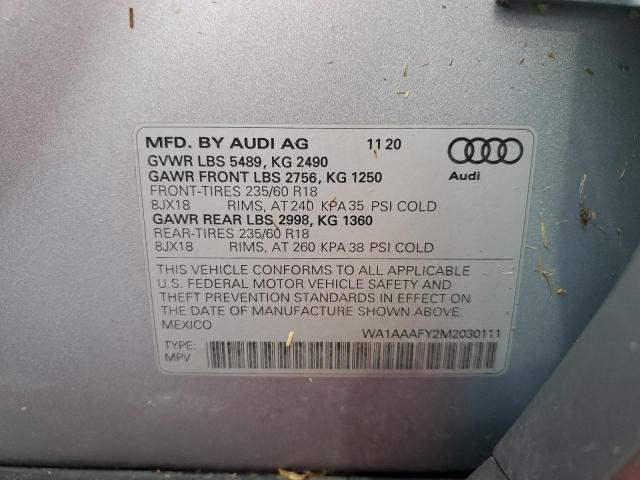 MFD. BY AUDI AG 11 20
GVWR LBS 5489, KG 2490
GAWR FRONT LBS 2756, KG 1250
FRONT-TIRES 235/60 R18
8JX18 RIMS, AT 240 KPA 35 PSI COLD
GAWR REAR LBS 2998, KG 1360
REAR-TIRES 235/60 R18
8JX18 RIMS, AT 260 KPA 38 PSI COLD
Audi
THIS VEHICLE CONFORMS TO ALL APPLICABLE
U.S. FEDERAL MOTOR VEHICLE SAFETY AND
THEFT PREVENTION STANDARDS IN EFFECT ON
THE DATE OF MANUFACTURE SHOWN ABOVE.
MEXICO WA1AAAFY2M2030111
TYPE:
MPV